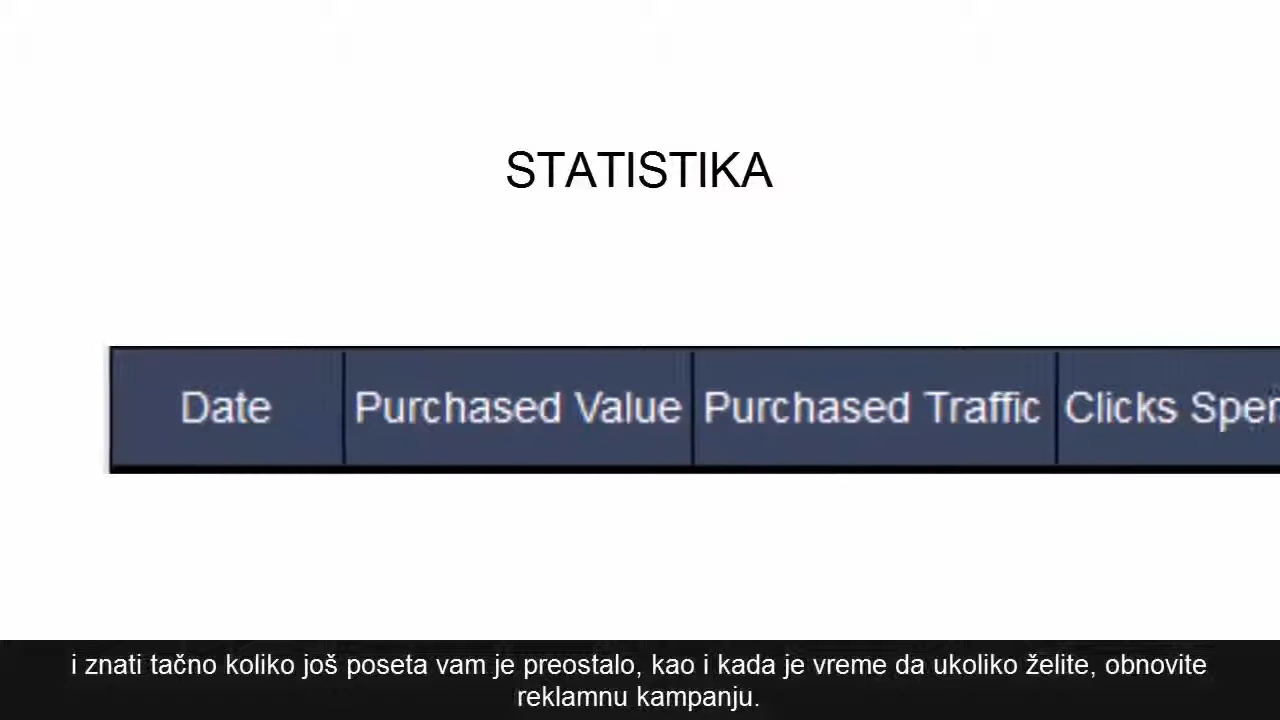 STATISTIKA
Date Purchased Value Purchased Traffic Clicks
i znati tačno koliko još poseta vam je preostalo, kao i kada je vreme da ukoliko želite, obnovite
reklamnu kampanju.